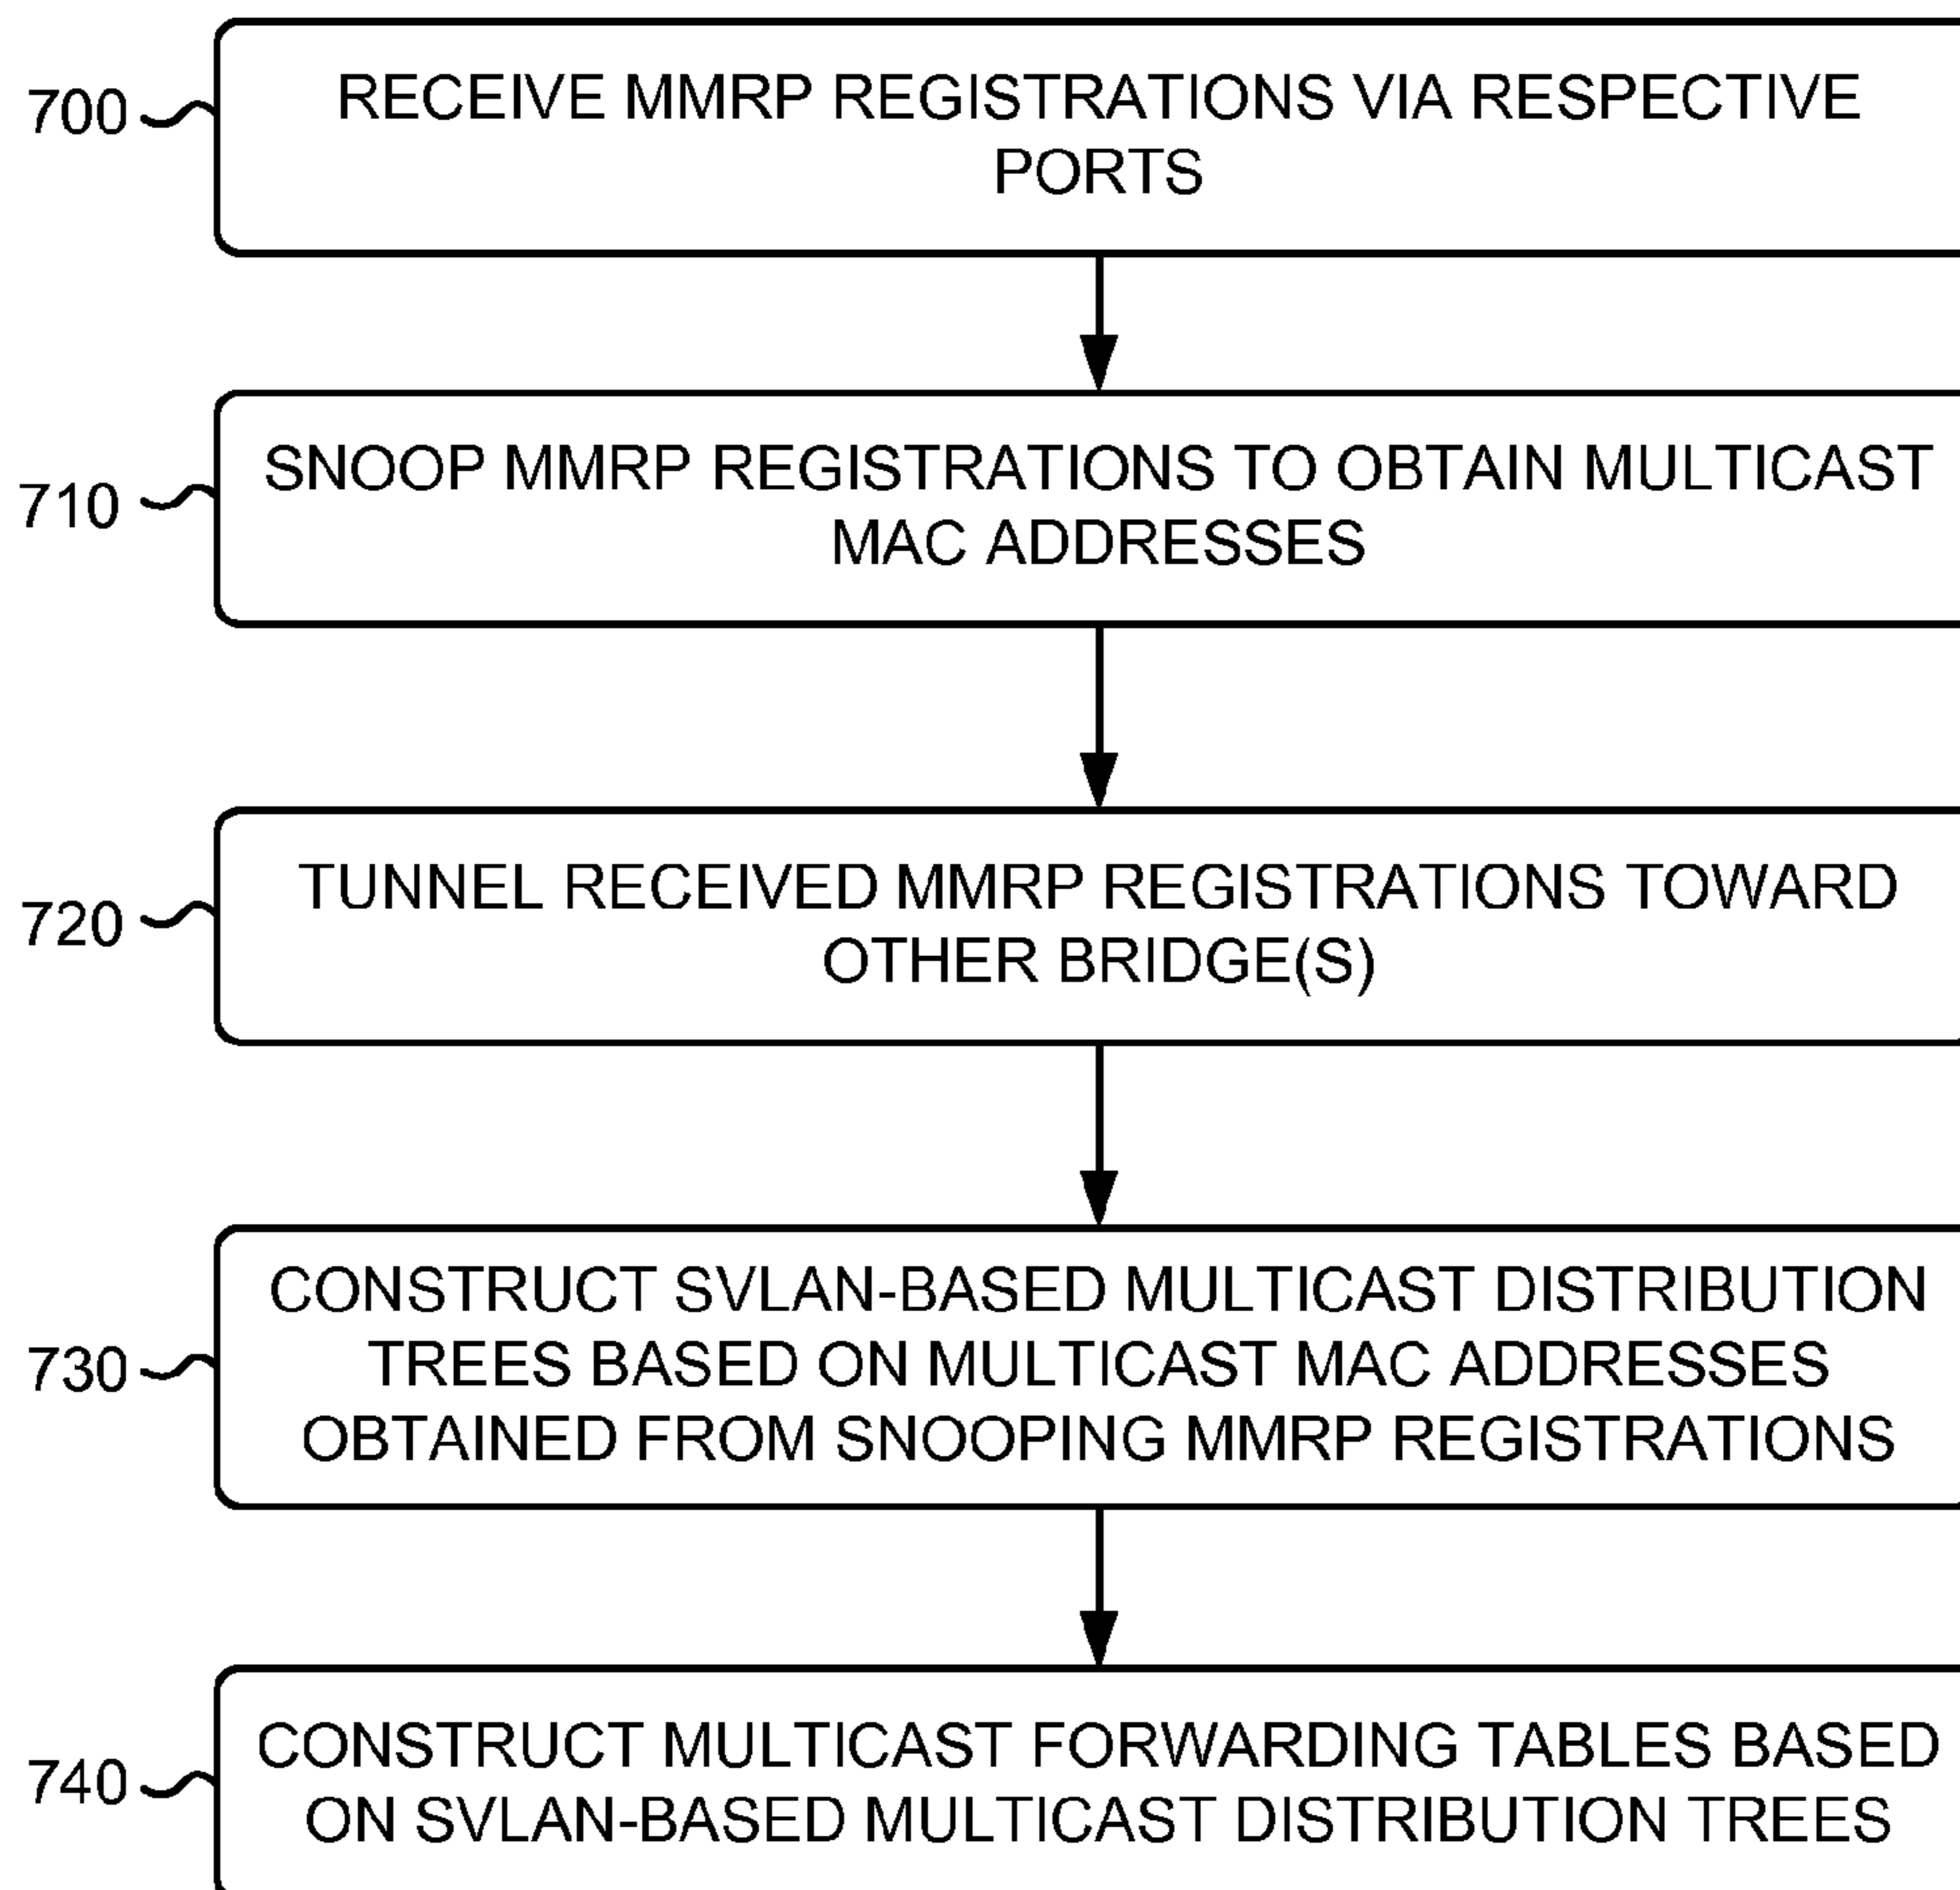 700
RECEIVE MMRP REGISTRATIONS VIA RESPECTIVE
PORTS
710
SNOOP MMRP REGISTRATIONS TO OBTAIN MULTICAST
MAC ADDRESSES
720
TUNNEL RECEIVED MMRP REGISTRATIONS TOWARD
OTHER BRIDGE(S)
730
CONSTRUCT SVLAN-BASED MULTICAST DISTRIBUTION
TREES BASED ON MULTICAST MAC ADDRESSES
OBTAINED FROM SNOOPING MMRP REGISTRATIONS
740
CONSTRUCT MULTICAST FORWARDING TABLES BASED
ON SVLAN-BASED MULTICAST DISTRIBUTION TREES